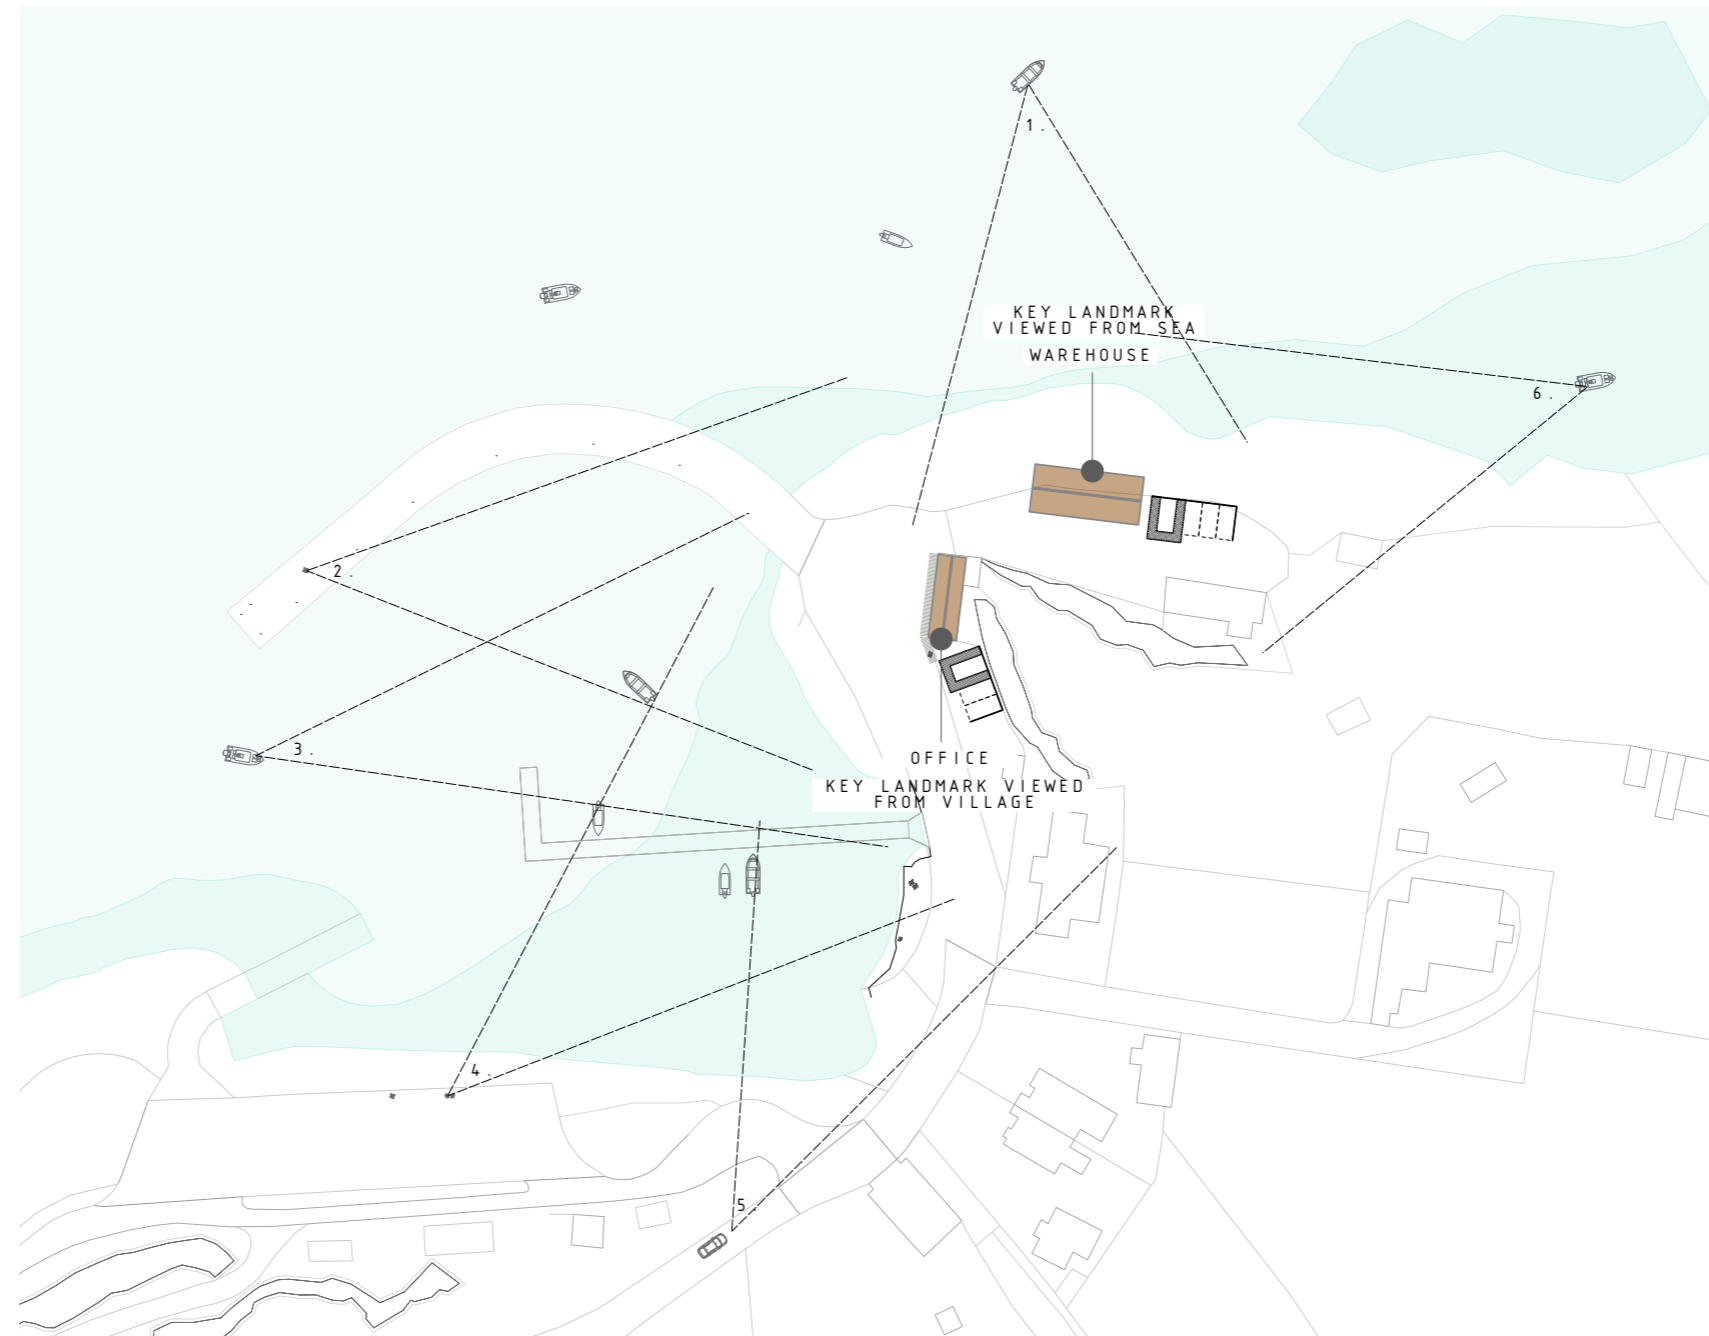 1.
KEY LANDMARK
VIEWED FROM SEA
WAREHOUSE
6.
2.
3.
OFFICE
KEY LANDMARK VIEWED
FROM VILLAGE
4.
5.